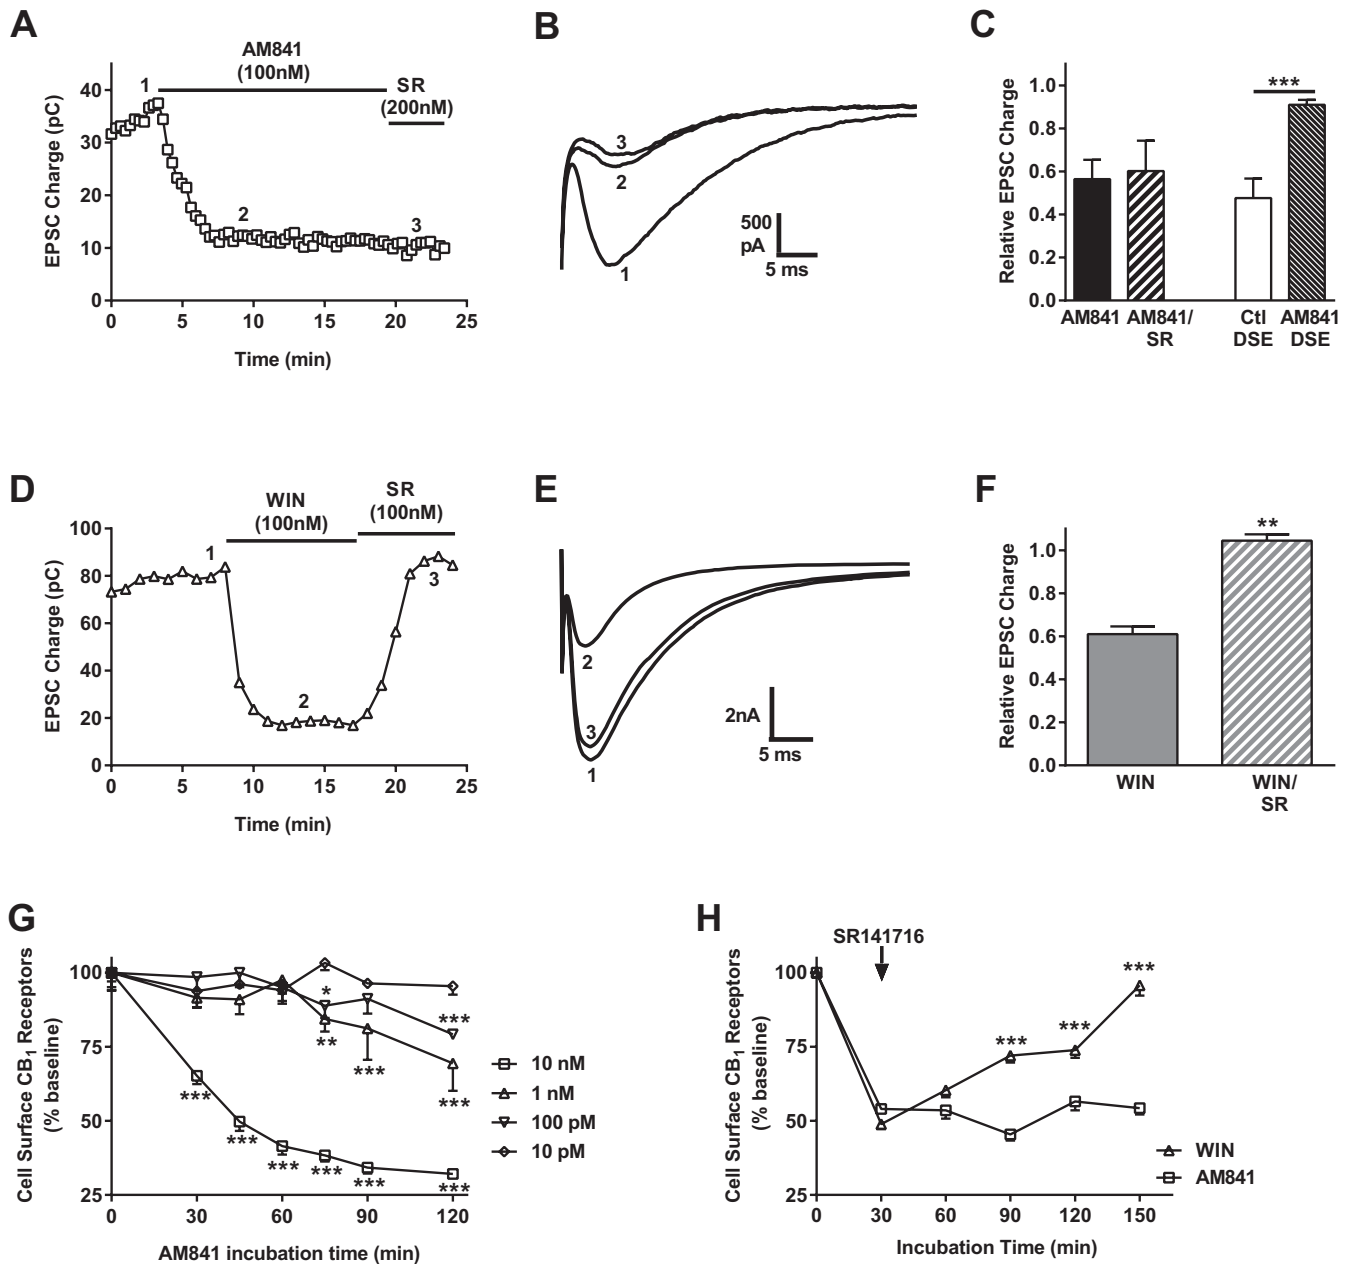 A
AM841
(100nM)
SR
(200nM)
1
2
3
EPSC Charge (pC)
40
30
20
10
0
0 5 10 15 20 25
Time (min)
B
3
2
1
500
pA
5 ms
C
***
Relative EPSC Charge
1.0
0.8
0.6
0.4
0.2
0.0
AM841 AM841/ Ctl AM841
SR DSE DSE
D
WIN
(100nM)
SR
(100nM)
1
2
3
EPSC Charge (pC)
100
80
60
40
20
0
0 5 10 15 20 25
Time (min)
E
2
3
1
2nA
5 ms
F
**
Relative EPSC Charge
1.0
0.8
0.6
0.4
0.2
0.0
WIN WIN/
SR
G
Cell Surface CB1 Receptors
(% baseline)
100
75
50
25
*
***
**
***
***
***
***
***
***
***
***
10 nM
1 nM
100 pM
10 pM
0 30 60 90 120
AM841 incubation time (min)
H
SR141716
Cell Surface CB1 Receptors
(% baseline)
100
75
50
25
***
***
***
WIN
AM841
0 30 60 90 120 150
Incubation Time (min)